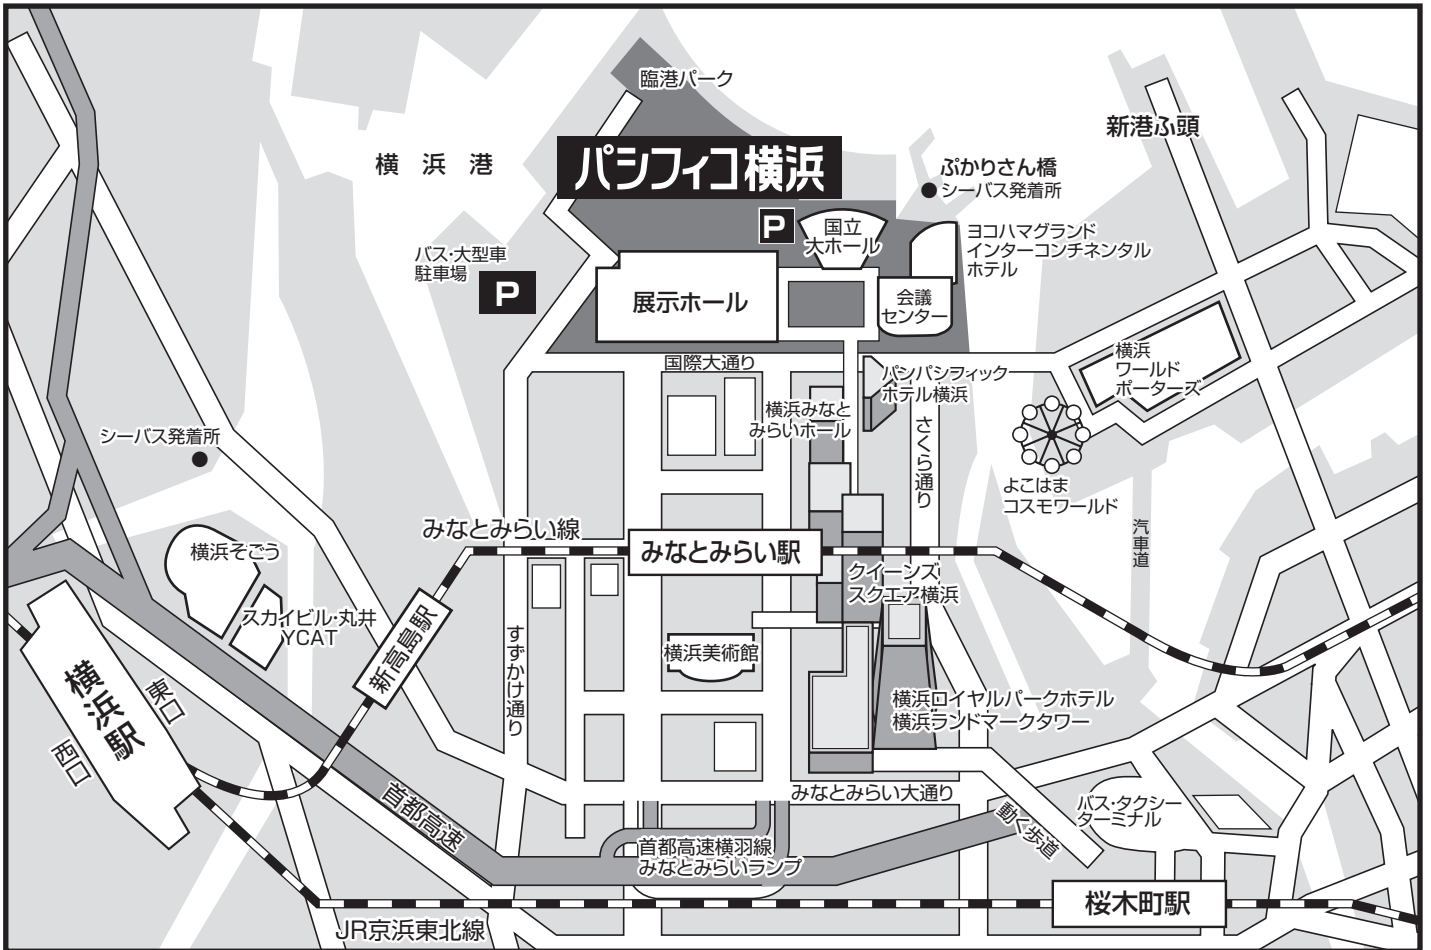 臨港パーク
パシフィコ横浜
横浜港
新港ふ頭
ぷかりさん橋
シーバス発着所
P
国立
大ホール
ヨコハマグランド
インターコンチネンタル
ホテル
バス・大型車
駐車場
P
展示ホール
会議
センター
国際大通り
パンパシフィック
ホテル横浜
横浜
ワールド
ポーターズ
横浜みなと
みらいホール
さくら通り
シーバス発着所
よこはま
コスモワールド
汽車道
みなとみらい線
みなとみらい駅
横浜そごう
クイーンズ
スクエア横浜
スカイビル・丸井
YCAT
新高島駅
すずかけ通り
横浜美術館
横浜駅
東口
西口
横浜ロイヤルパークホテル
横浜ランドマークタワー
首都高速
みなとみらい大通り
動く歩道
バス・タクシー
ターミナル
首都高速横羽線
みなとみらいランプ
桜木町駅
JR京浜東北線